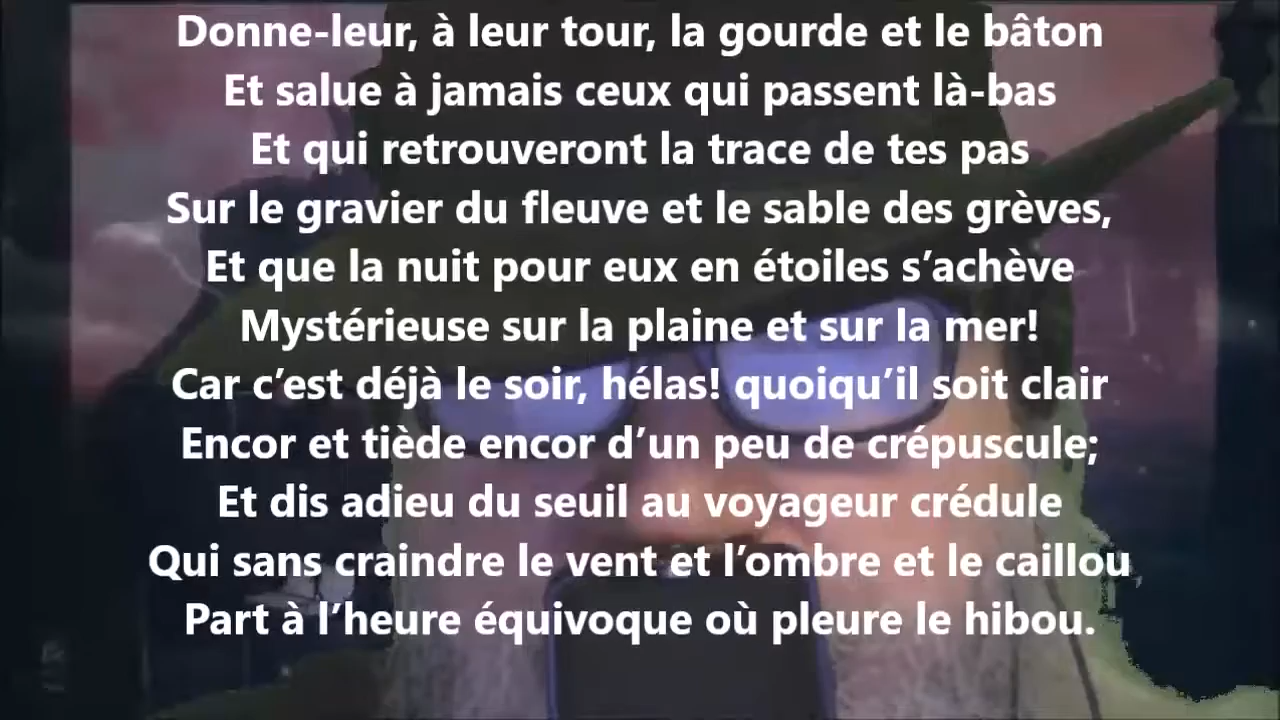 Donne-leur, à leur tour, la gourde et le bâton
Et salue à jamais ceux qui passent là-bas
Et qui retrouveront la trace de tes pas
Sur le gravier du fleuve et le sable des grèves,
Et que la nuit pour eux en étoiles s’achève
Mystérieuse sur la plaine et sur la mer!
Car c’est déjà le soir, hélas! quoiqu’il soit clair
Encor et tiède encor d’un peu de crépuscule;
Et dis adieu du seuil au voyageur crédule
Qui sans craindre le vent et l’ombre et le caillou,
Part à l’heure équivoque où pleure le hibou.